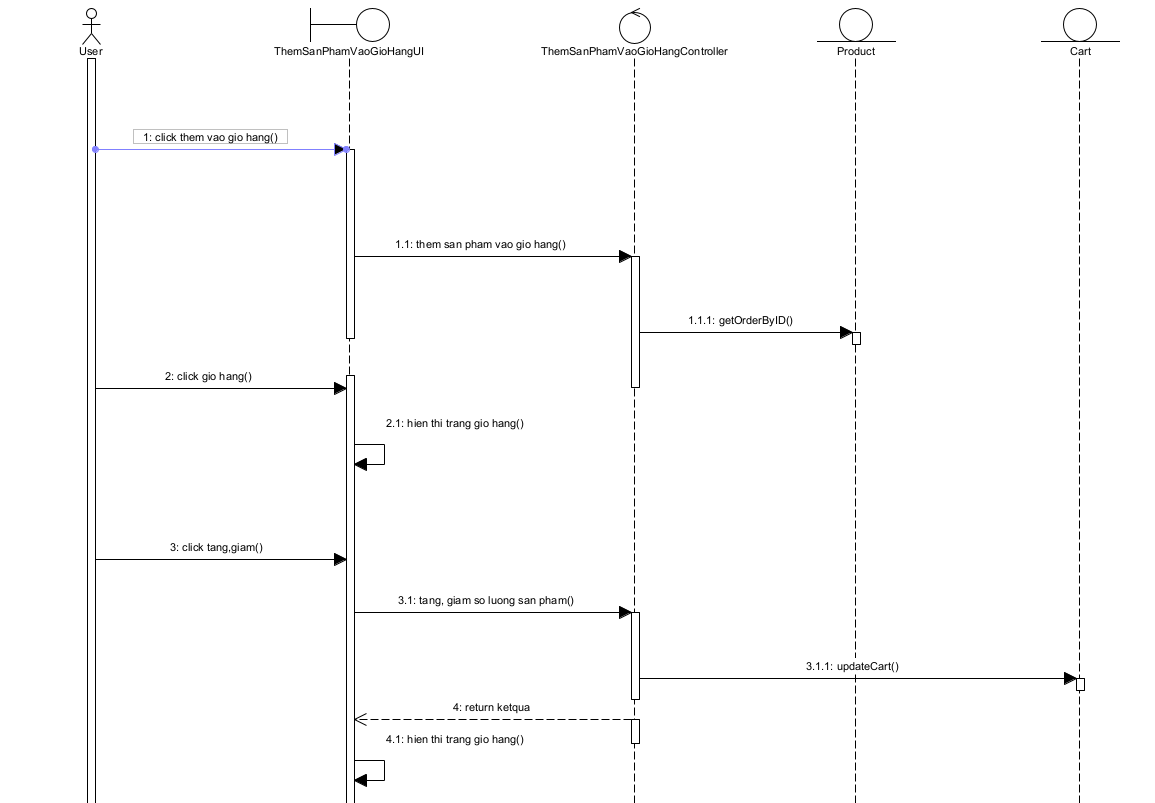 User
ThemSanPhamVaoGioHangUI
ThemSanPhamVaoGioHangController
Product
Cart
1: click them vao gio hang()
1.1: them san pham vao gio hang()
1.1.1: getOrderByID()
2: click gio hang()
2.1: hien thi trang gio hang()
3: click tang,giam()
3.1: tang, giam so luong san pham()
3.1.1: updateCart()
4: return ketqua
4.1: hien thi trang gio hang()